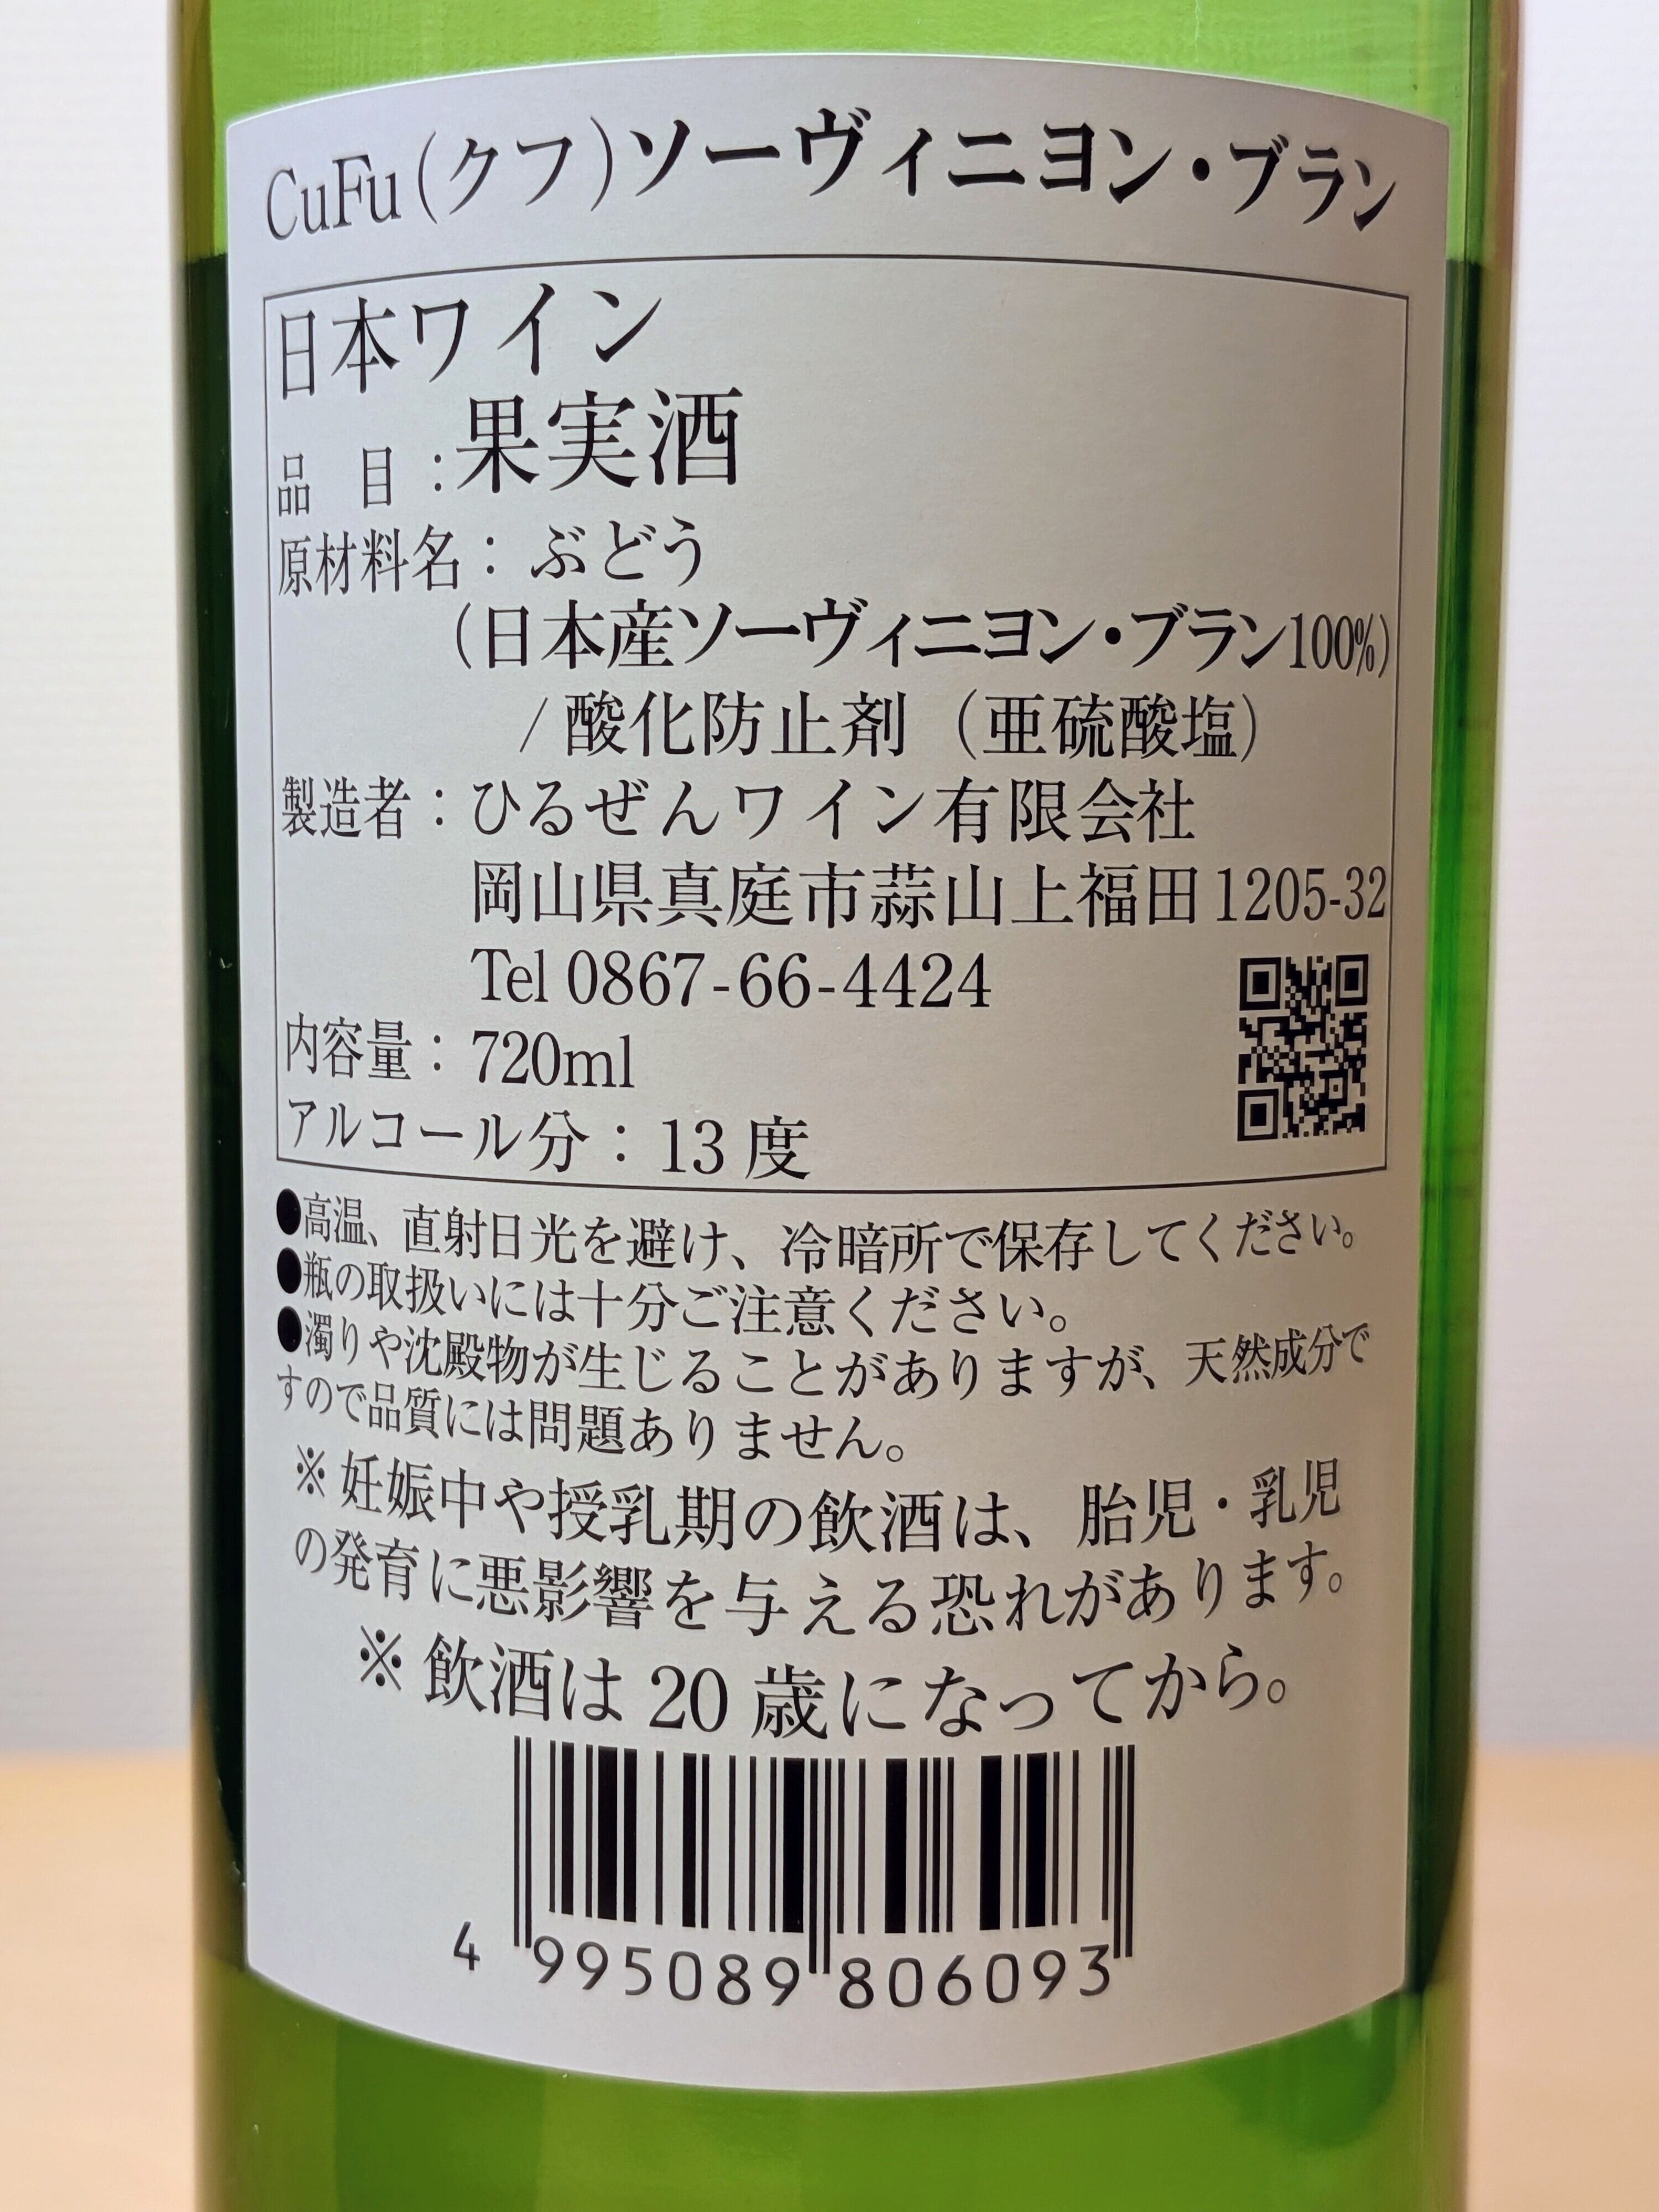 CuFu(クフ)ソーヴィニヨン・ブラン
日本ワイン
品 目:果実酒
原材料名:ぶどう
(日本産ソーヴィニヨン・ブラン100%)
/酸化防止剤(亜硫酸塩)
製造者:ひるぜんワイン有限会社
岡山県真庭市蒜山上福田1205-32
Tel 0867-66-4424
内容量:720ml
アルコール分:13度
●高温、直射日光を避け、冷暗所で保存してください。
●瓶の取扱いには十分ご注意ください。
●濁りや沈殿物が生じることがありますが、天然成分で
すので品質には問題ありません。
※妊娠中や授乳期の飲酒は、胎児・乳児
の発育に悪影響を与える恐れがあります。
※飲酒は20歳になってから。
4 995089 806093